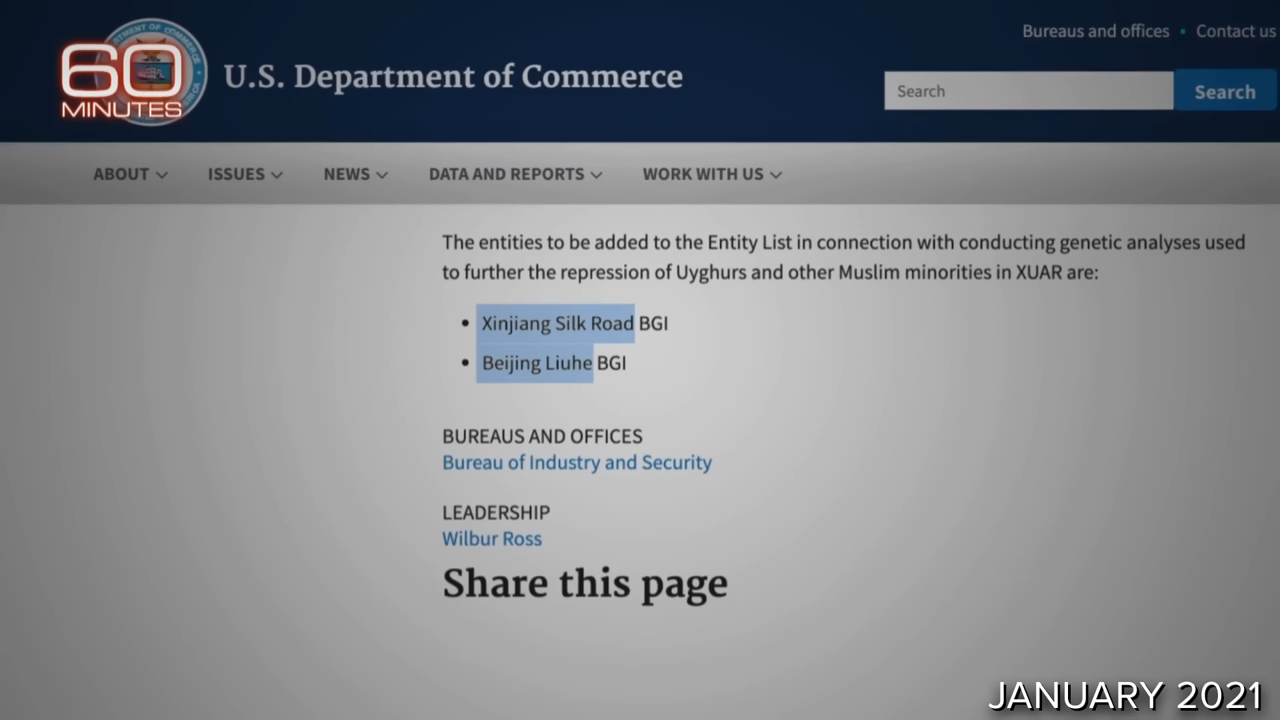 60
MINUTES
U.S. Department of Commerce
Bureaus and offices • Contact us
Search Search
ABOUT ISSUES NEWS DATA AND REPORTS WORK WITH US
The entities to be added to the Entity List in connection with conducting genetic analyses used
to further the repression of Uyghurs and other Muslim minorities in XUAR are:
• Xinjiang Silk Road BGI
• Beijing Liuhe BGI
BUREAUS AND OFFICES
Bureau of Industry and Security
LEADERSHIP
Wilbur Ross
Share this page
JANUARY 2021